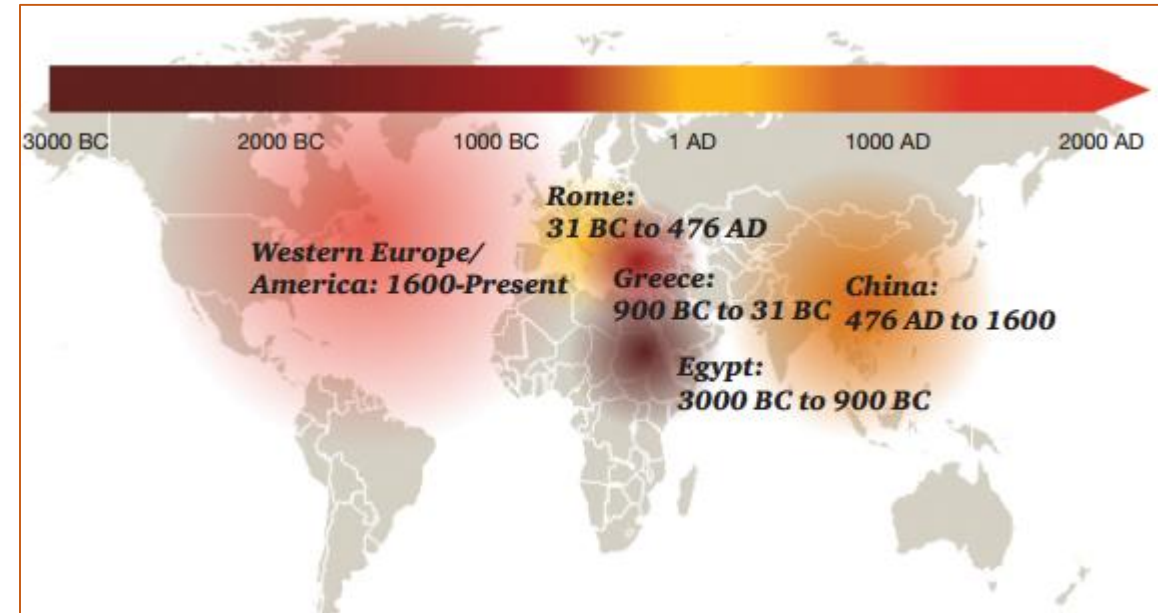 3000 BC 2000 BC 1000 BC 1 AD 1000 AD 2000 AD
Rome:
31 BC to 476 AD
Western Europe/
America: 1600-Present
Greece:
900 BC to 31 BC
China:
476 AD to 1600
Egypt:
3000 BC to 900 BC